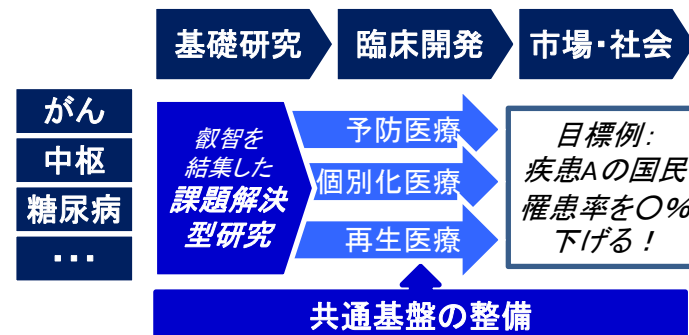 基礎研究
臨床開発
市場・社会
がん
中枢
糖尿病
・・・
叡智を
結集した
課題解決
型研究
予防医療
個別化医療
再生医療
目標例:
疾患Aの国民
罹患率を〇%
下げる!
共通基盤の整備